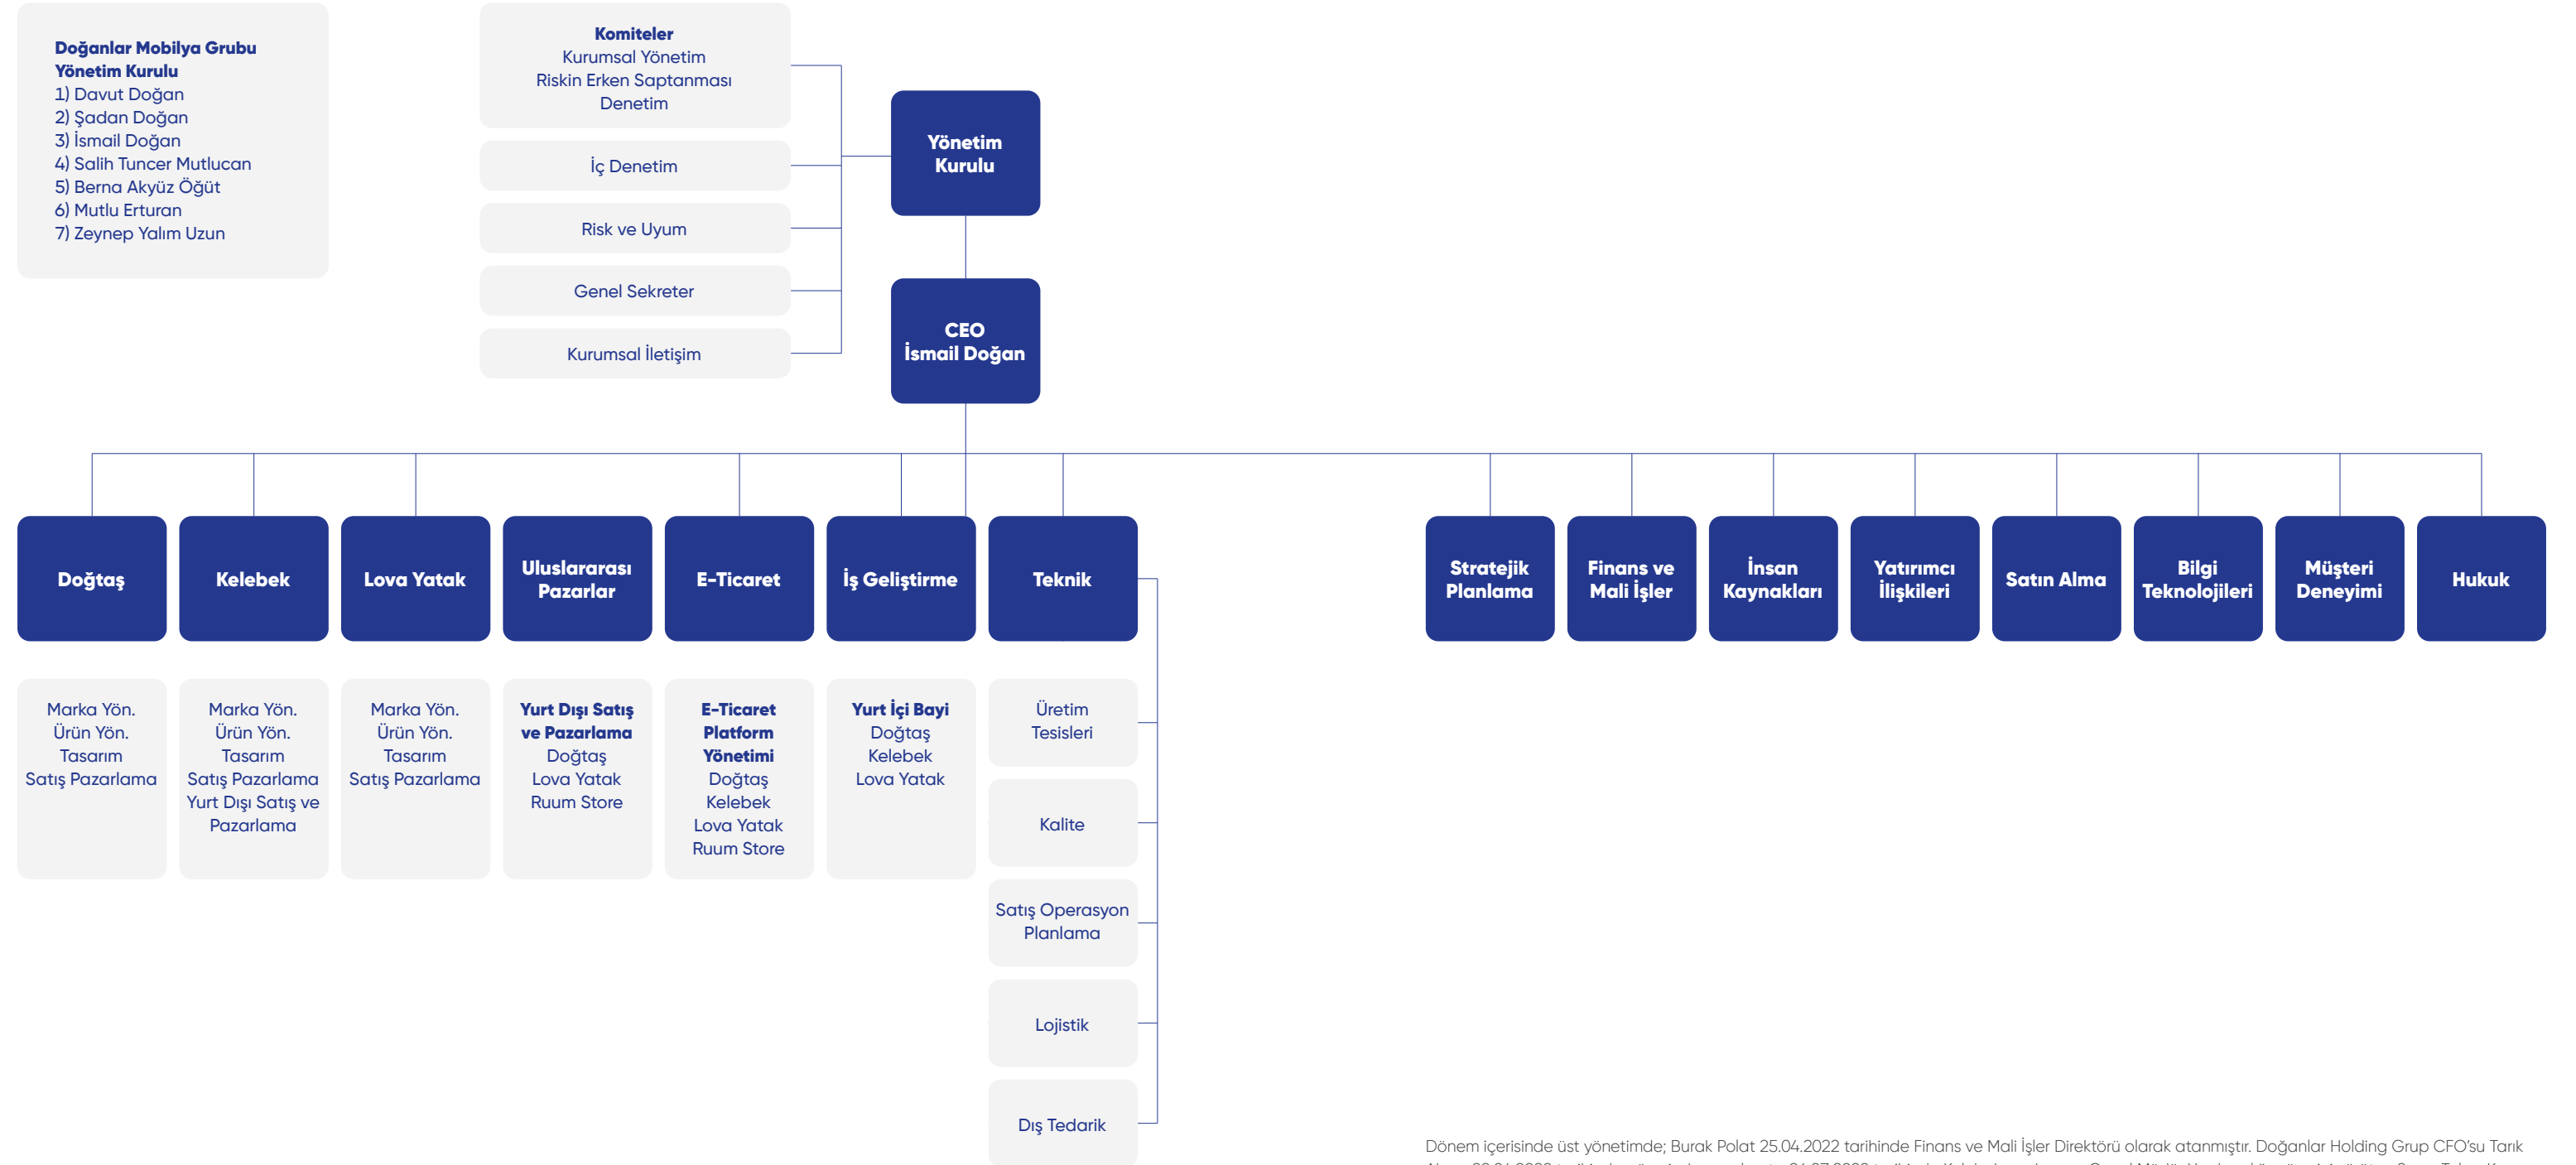 Doğanlar Mobilya Grubu
Yönetim Kurulu
1) Davut Doğan
2) Şadan Doğan
3) İsmail Doğan
4) Salih Tuncer Mutlucan
5) Berna Akyüz Öğüt
6) Mutlu Erturan
7) Zeynep Yalım Uzun
Komiteler
Kurumsal Yönetim
Riskin Erken Saptanması
Denetim
İç Denetim
Risk ve Uyum
Genel Sekreter
Kurumsal İletişim
Yönetim
Kurulu
CEO
İsmail Doğan
Doğtaş
Kelebek
Lova Yatak
Uluslararası
Pazarlar
E-Ticaret
İş Geliştirme
Teknik
Stratejik
Planlama
Finans ve
Mali İşler
İnsan
Kaynakları
Yatırımcı
İlişkileri
Satın Alma
Bilgi
Teknolojileri
Müşteri
Deneyimi
Hukuk
Marka Yön.
Ürün Yön.
Tasarım
Satış Pazarlama
Marka Yön.
Ürün Yön.
Tasarım
Satış Pazarlama
Yurt Dışı Satış ve
Pazarlama
Marka Yön.
Ürün Yön.
Tasarım
Satış Pazarlama
Yurt Dışı Satış
ve Pazarlama
Doğtaş
Lova Yatak
Ruum Store
E-Ticaret
Platform
Yönetimi
Doğtaş
Kelebek
Lova Yatak
Ruum Store
Yurt İçi Bayi
Doğtaş
Kelebek
Lova Yatak
Üretim
Tesisleri
Kalite
Satış Operasyon
Planlama
Lojistik
Dış Tedarik
Dönem içerisinde üst yönetimde; Burak Polat 25.04.2022 tarihinde Finans ve Mali İşler Direktörü olarak atanmıştır. Doğanlar Holding Grup CFO'su Tarık